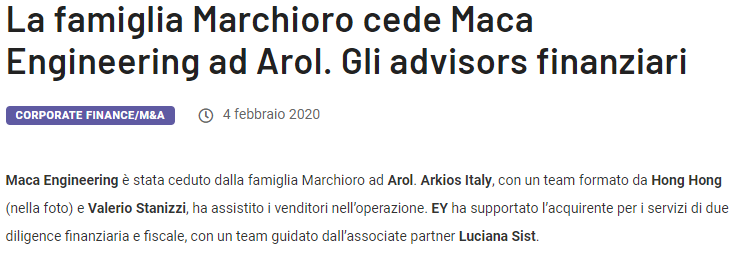 La famiglia Marchioro cede Maca
Engineering ad Arol. Gli advisors finanziari
CORPORATE FINANCE/M&A 4 febbraio 2020
Maca Engineering è stata ceduto dalla famiglia Marchioro ad Arol. Arkios Italy, con un team formato da Hong Hong
(nella foto) e Valerio Stanizzi, ha assistito i venditori nell’operazione. EY ha supportato l’acquirente per i servizi di due
diligence finanziaria e fiscale, con un team guidato dall’associate partner Luciana Sist.